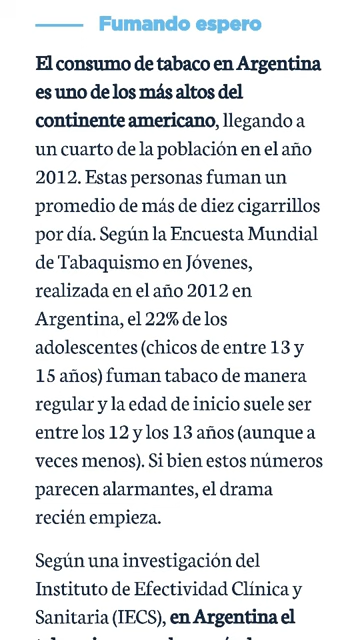 Fumando espero
El consumo de tabaco en Argentina
es uno de los más altos del
continente americano, llegando a
un cuarto de la población en el año
2012. Estas personas fuman un
promedio de más de diez cigarrillos
por día. Según la Encuesta Mundial
de Tabaquismo en Jóvenes,
realizada en el año 2012 en
Argentina, el 22% de los
adolescentes (chicos de entre 13 y
15 años) fuman tabaco de manera
regular y la edad de inicio suele ser
entre los 12 y los 13 años (aunque a
veces menos). Si bien estos números
parecen alarmantes, el drama
recién empieza.
Según una investigación del
Instituto de Efectividad Clínica y
Sanitaria (IECS), en Argentina el